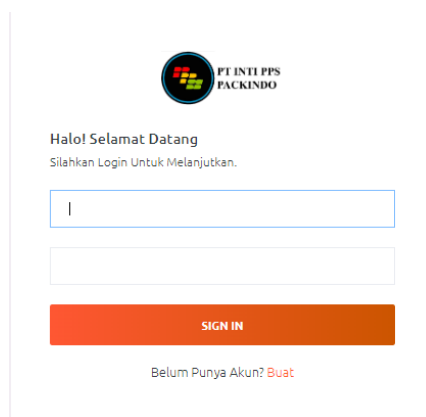 PT INTI PPS
PACKINDO
Halo! Selamat Datang
Silahkan Login Untuk Melanjutkan.
SIGN IN
Belum Punya Akun? Buat